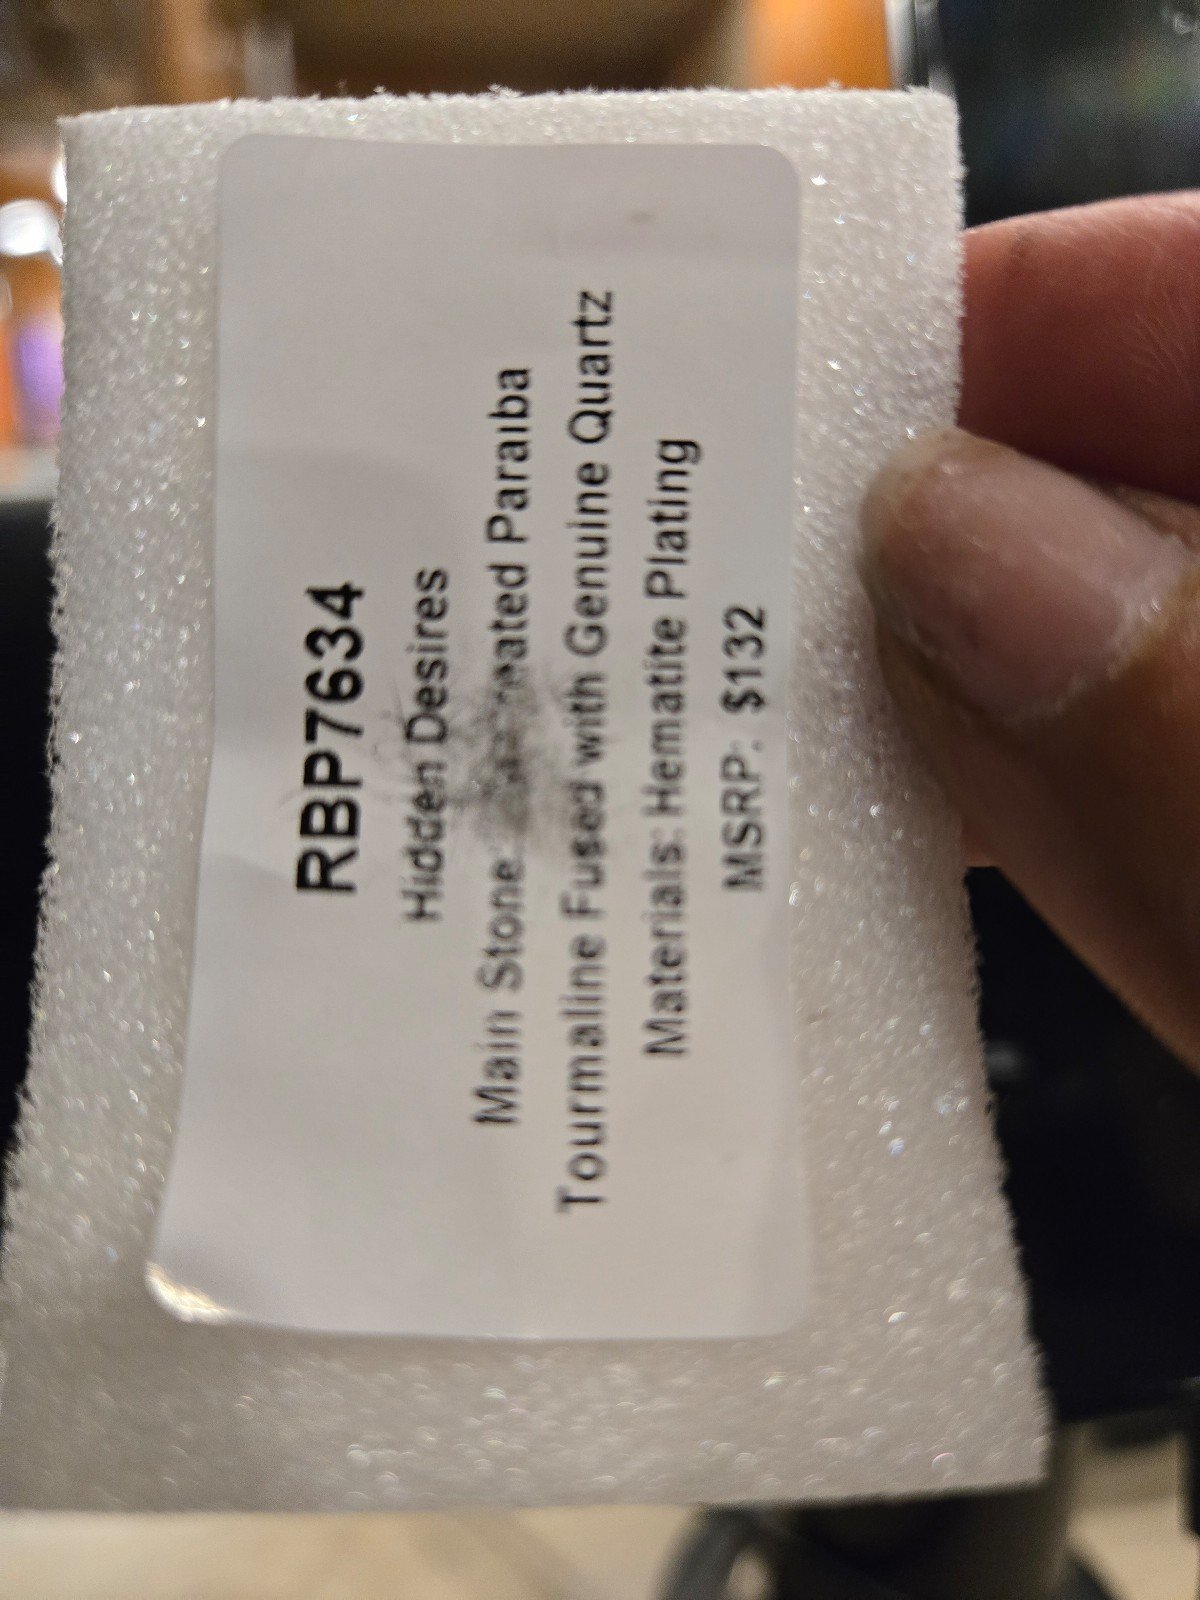 RBP7634
Hidden Desires
Main Stone
Paraiba
Tourmaline Fused with Genuine Quartz
Materials: Hematite Plating
MSRP: $132